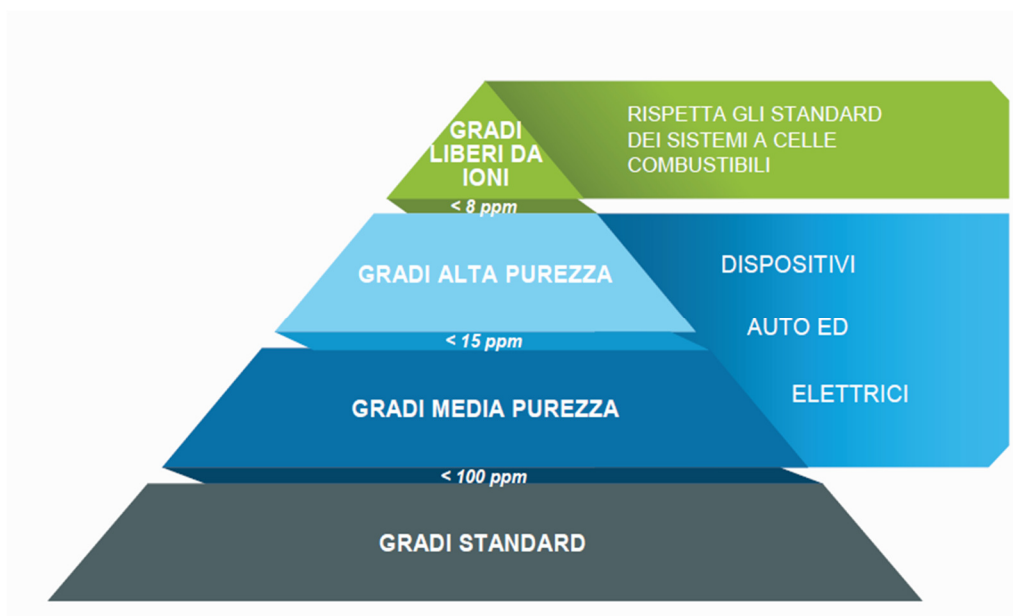 GRADI
LIBERI DA
IONI
RISPETTA GLI STANDARD
DEI SISTEMI A CELLE
COMBUSTIBILI
< 8 ppm
GRADI ALTA PUREZZA
DISPOSITIVI
AUTO ED
< 15 ppm
ELETTRICI
GRADI MEDIA PUREZZA
< 100 ppm
GRADI STANDARD